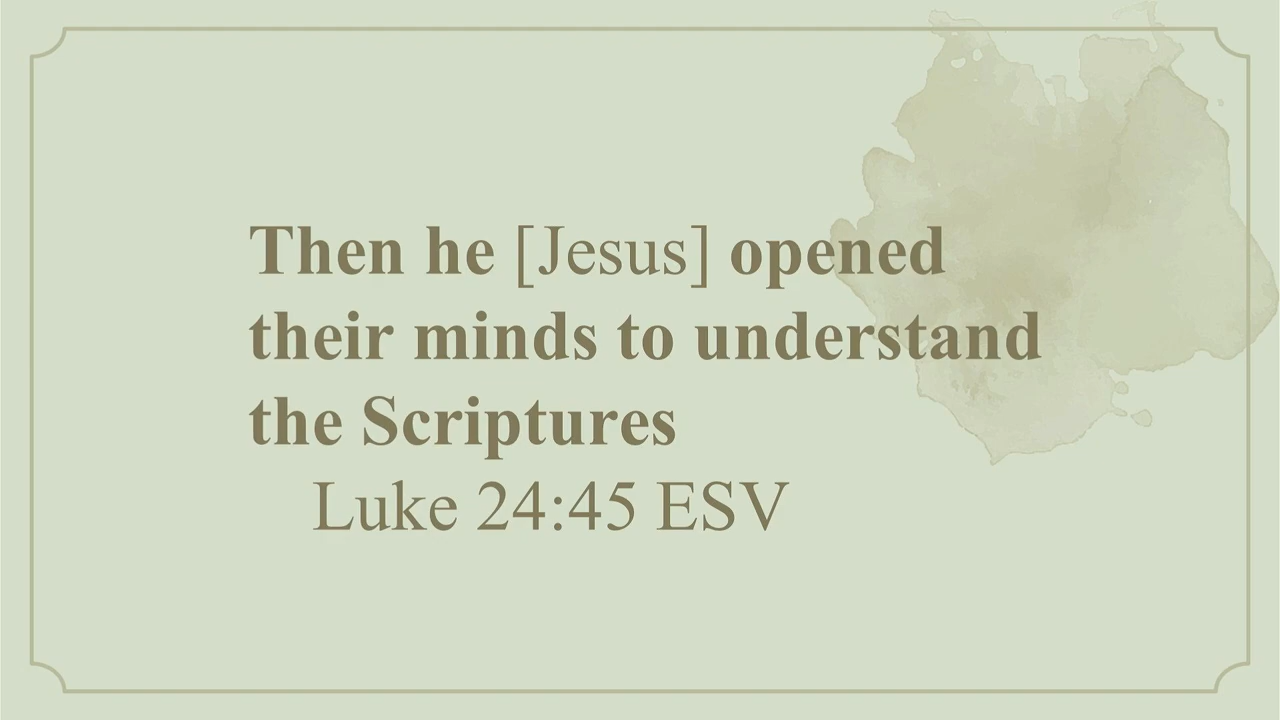 Then he [Jesus] opened
their minds to understand
the Scriptures
Luke 24:45 ESV